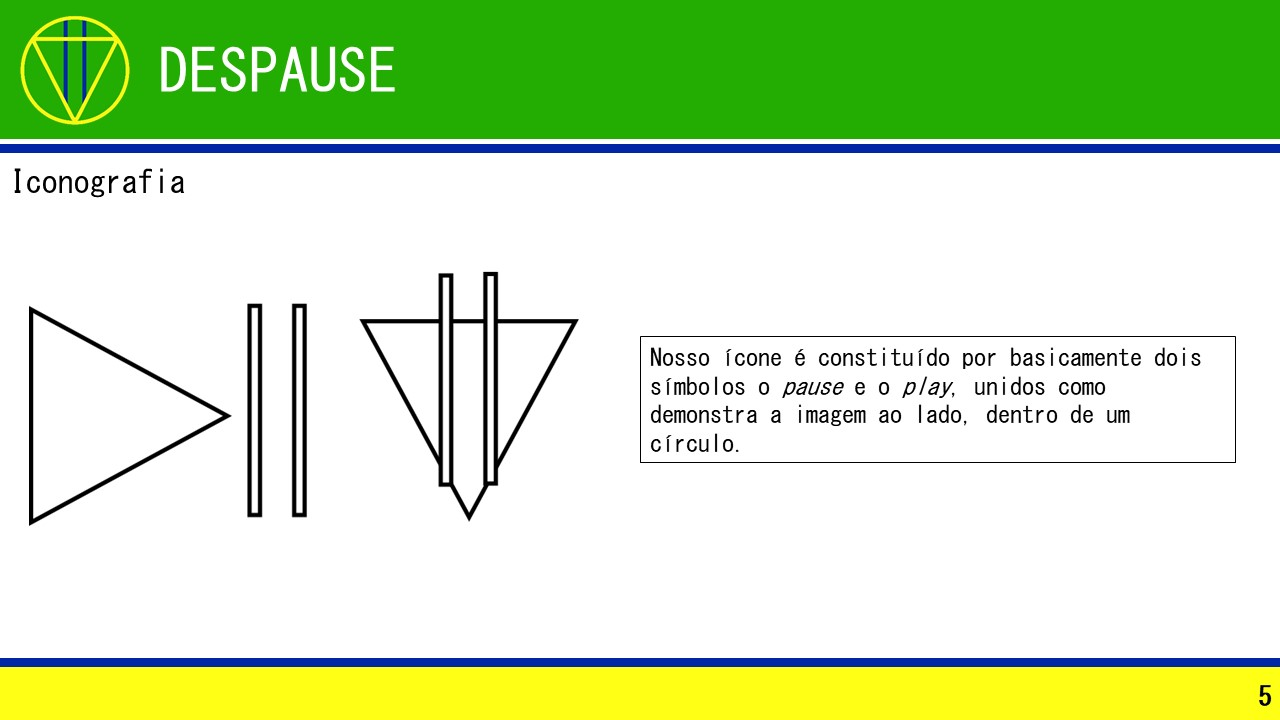 DESPAUSE
Iconografia
Nosso ícone é constituído por basicamente dois
símbolos o pause e o play, unidos como
demonstra a imagem ao lado, dentro de um
círculo.
5